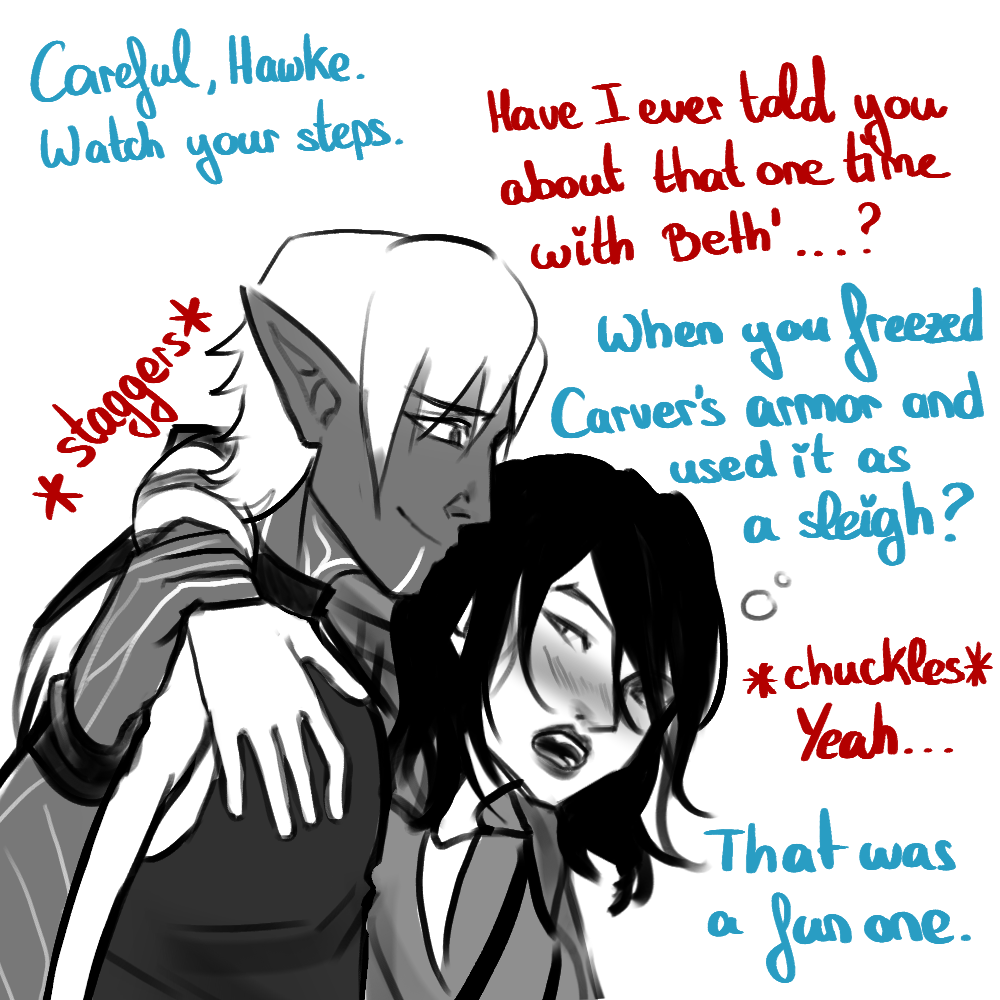 Careful, Hawke.
Watch your steps.
Have I ever told you
about that one time
with Beth'...?
*staggers*
When you freezed
Carver's armor and
used it as
a sleigh?
*chuckles*
Yeah...
That was
a fun one.